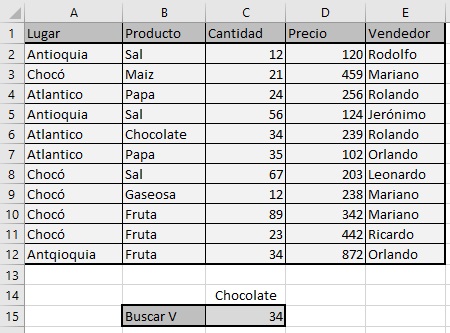 A B C D E
1 Lugar Producto Cantidad Precio Vendedor
2 Antioquia Sal 12 120 Rodolfo
3 Chocó Maiz 21 459 Mariano
4 Atlantico Papa 24 256 Rolando
5 Antioquia Sal 56 124 Jerónimo
6 Atlantico Chocolate 34 239 Rolando
7 Atlantico Papa 35 102 Orlando
8 Chocó Sal 67 203 Leonardo
9 Chocó Gaseosa 12 238 Mariano
10 Chocó Fruta 89 342 Mariano
11 Chocó Fruta 23 442 Ricardo
12 Antqioquia Fruta 34 872 Orlando
13
14 Chocolate
15 Buscar V 34